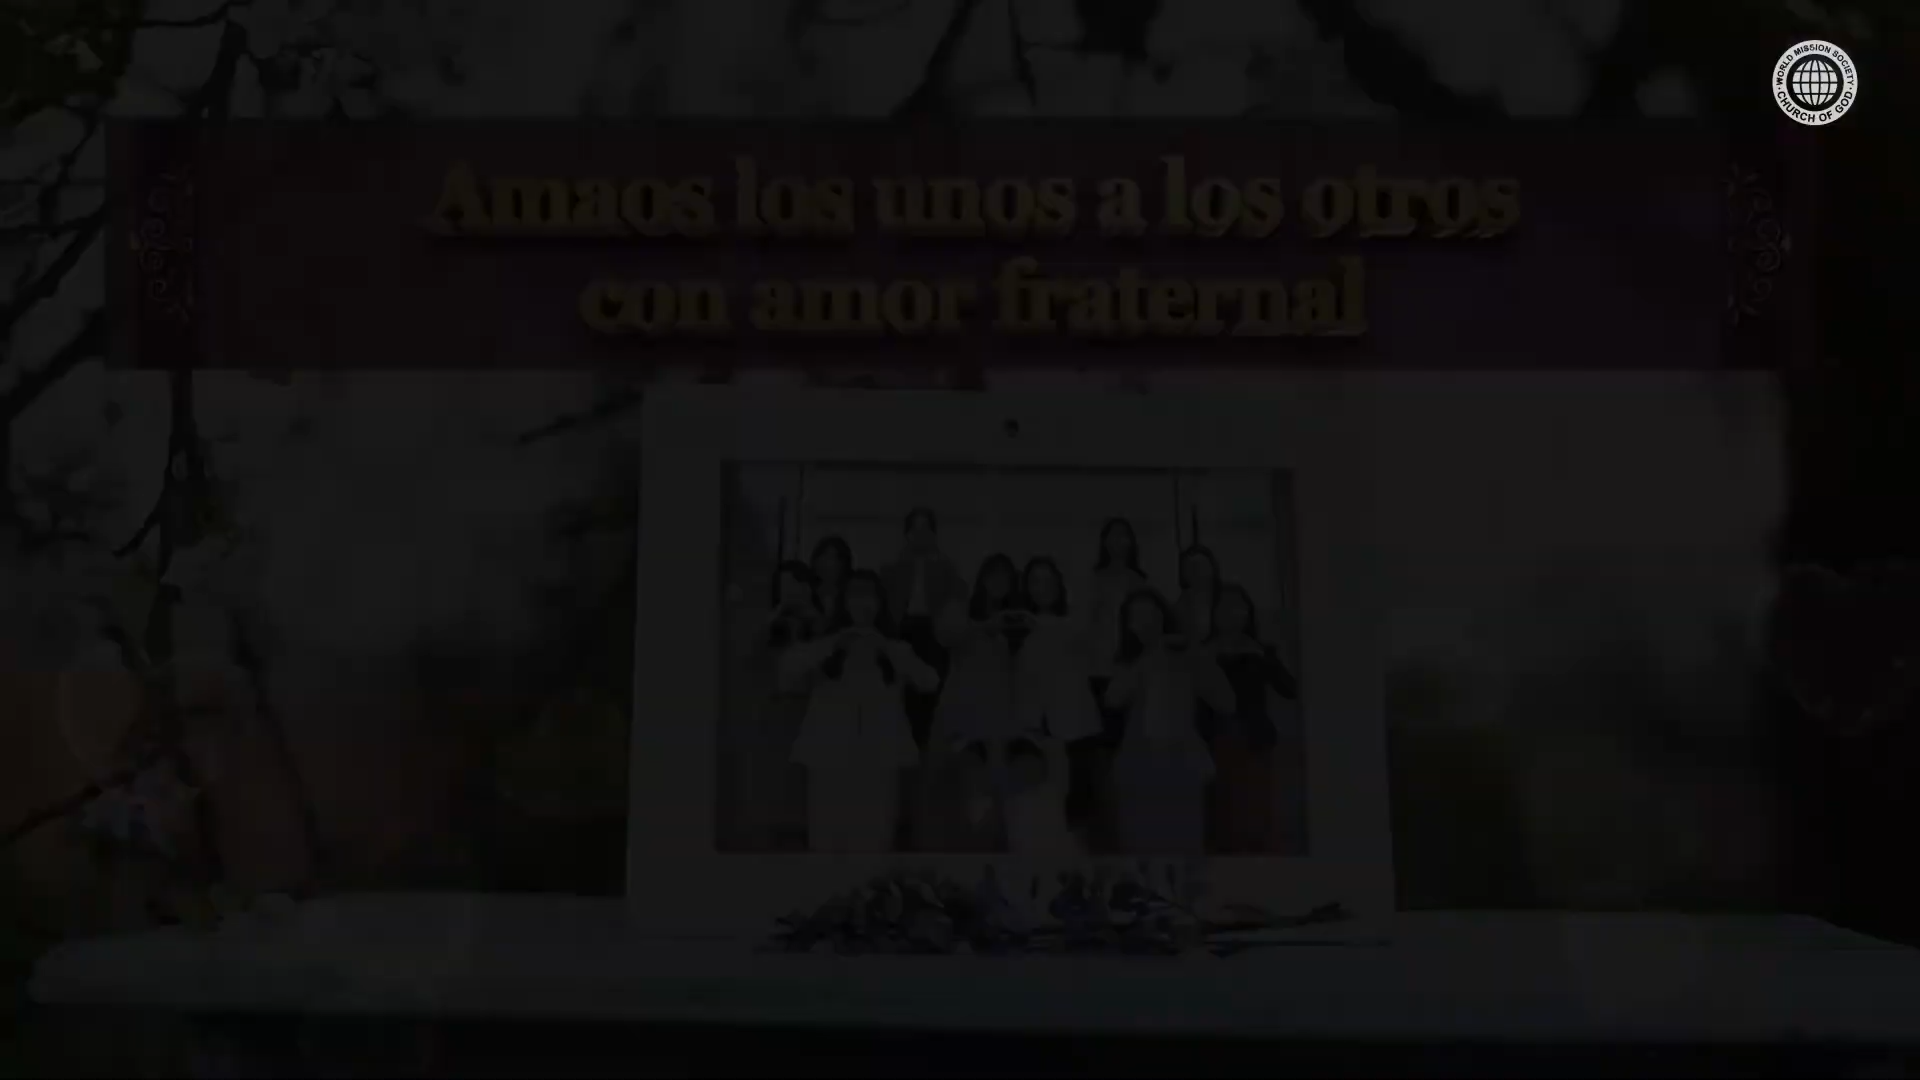 Amaos los unos a los otros
con amor fraternal
WORLD MISSION SOCIETY
CHURCH OF GOD